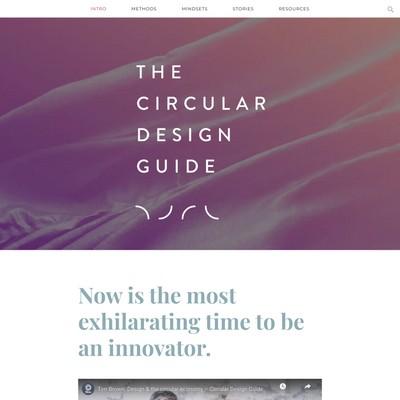 INTRO METHODS MINDSETS STORIES RESOURCES
THE
CIRCULAR
DESIGN
GUIDE
Now is the most
exhilarating time to be
an innovator.
Tim Brown: Design & the circular economy – Circular Design Guide